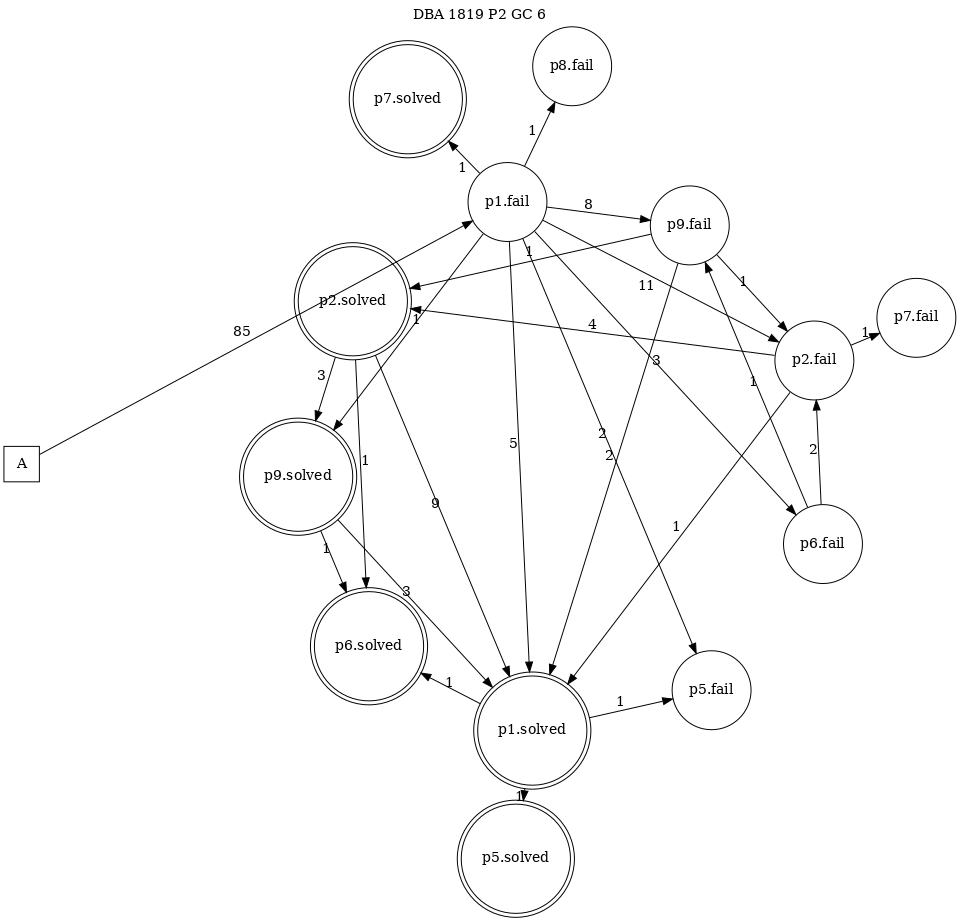 DBA 1819 P2 GC 6
p8.fail
p7.solved
1
1
p1.fail
8
p9.fail
1
11
1
p2.solved
p7.fail
1
85
1
4
p2.fail
3
3
1
9
5
2
2
1
2
A
p9.solved
1
1
p6.fail
3
p6.solved
1
1
p5.fail
p1.solved
1
p5.solved